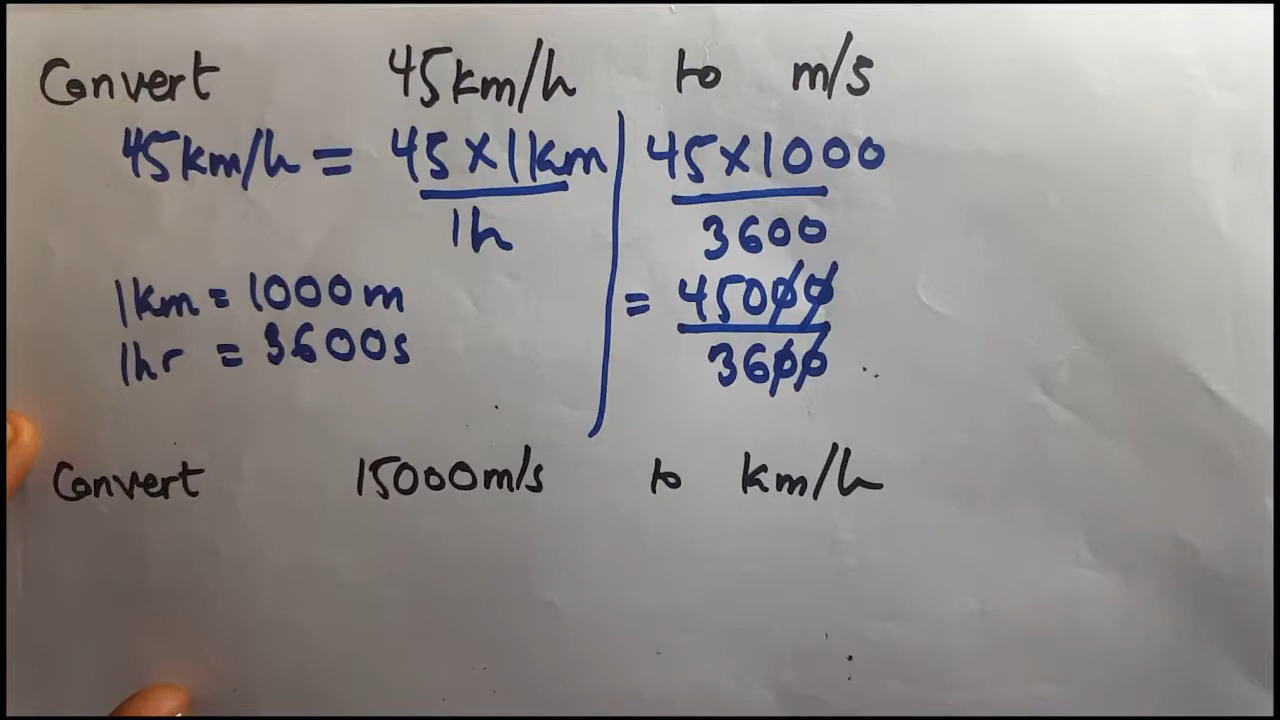 Convert 45km/h to m/s
45km/h = 45 × 1km / 1h
1km = 1000m
1hr = 3600s
45 × 1000
3600
= 45000
3600
Convert 15000m/s to km/h